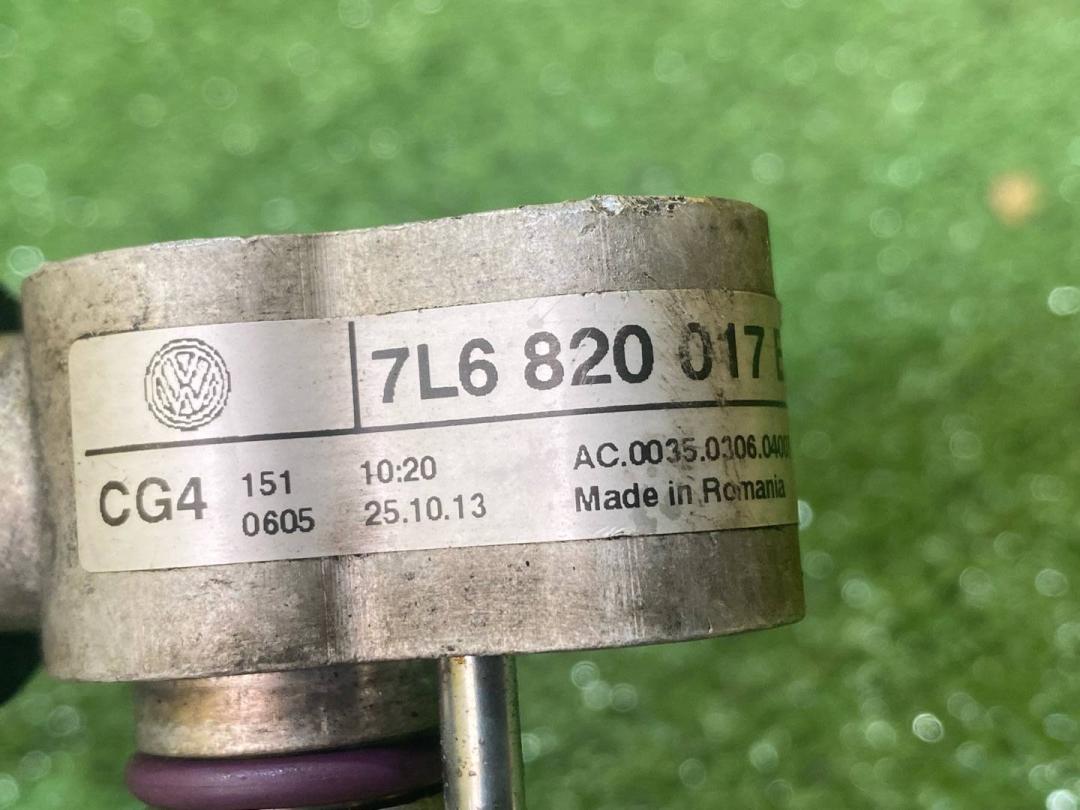 7L6 820 017
CG4 151 10:20 AC.0035.0306.040
0605 25.10.13 Made in Romania